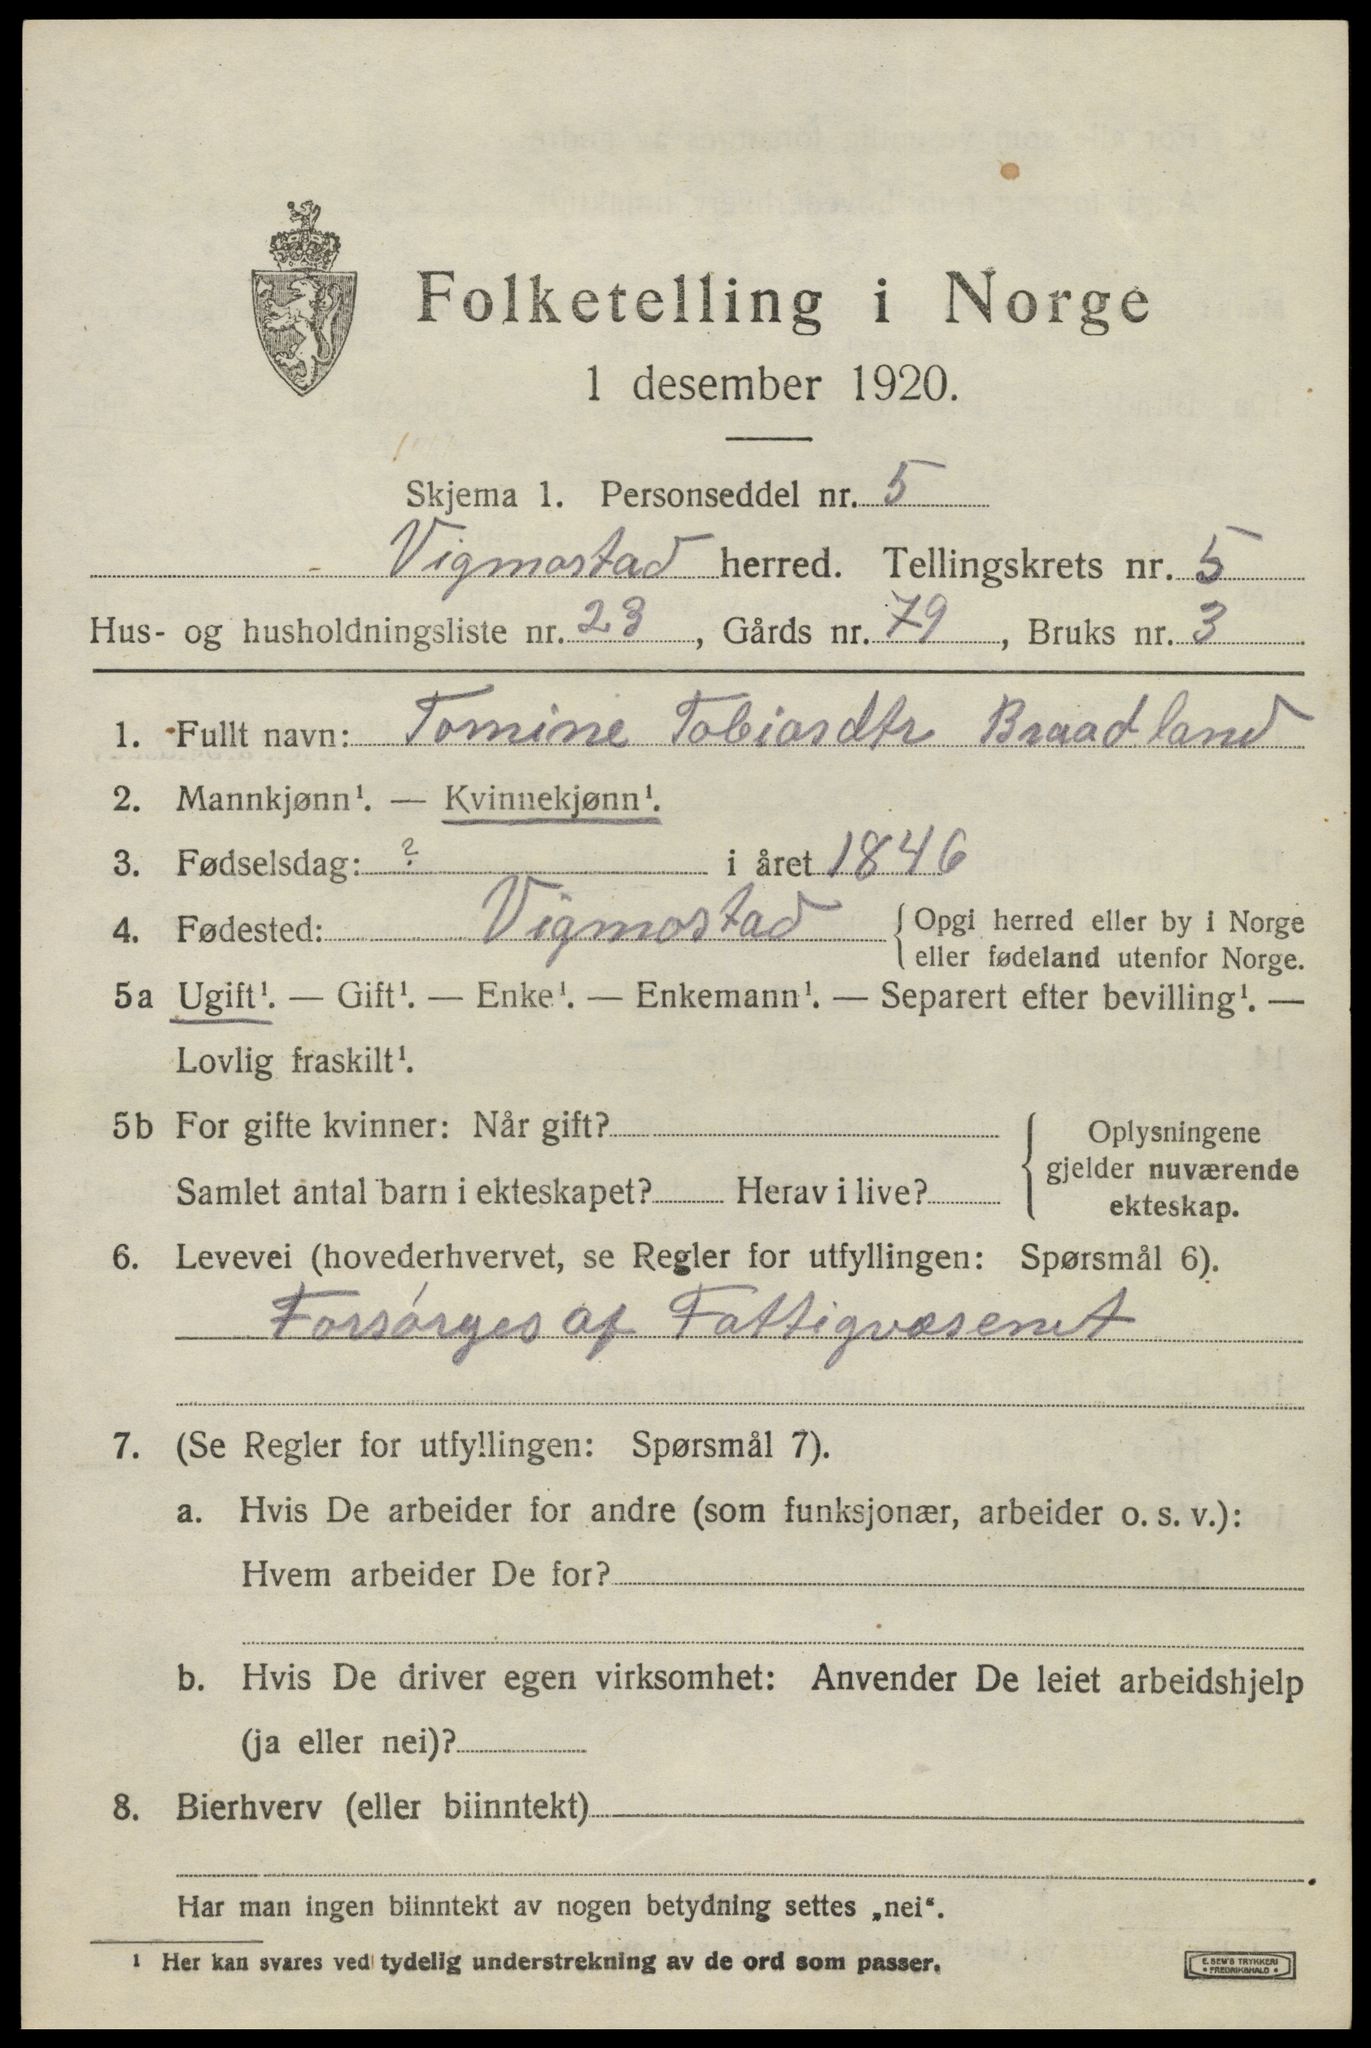 Folketelling i Norge
1 desember 1920.
Skjema 1. Personseddel nr. 5
Vigmostad herred. Tellingskrets nr. 5
Hus- og husholdningsliste nr. 23, Gårds nr. 79, Bruks nr. 3
1. Fullt navn: Tomine Tobiasdtr Braadland
2. Mannkjønn¹. — Kvinnekjønn¹.
3. Fødselsdag: ? i året 1846
4. Fødested: Vigmostad { Opgi herred eller by i Norge
eller fødeland utenfor Norge.
5a Ugift¹. — Gift¹. — Enke¹. — Enkemann¹. — Separert efter bevilling¹. —
Lovlig fraskilt¹.
5b For gifte kvinner: Når gift?
Samlet antal barn i ekteskapet? Herav i live?
Oplysningene
gjelder nuværende
ekteskap.
6. Levevei (hovederhvervet, se Regler for utfyllingen: Spørsmål 6).
Forsørges af Fattigvæsenet
7. (Se Regler for utfyllingen: Spørsmål 7).
a. Hvis De arbeider for andre (som funksjonær, arbeider o. s. v.):
Hvem arbeider De for?
b. Hvis De driver egen virksomhet: Anvender De leiet arbeidshjelp
(ja eller nei)?
8. Bierhverv (eller biinntekt)
Har man ingen biinntekt av nogen betydning settes „nei“.
¹ Her kan svares ved tydelig understrekning av de ord som passer.
E. SEM'S TRYKKERI
• FREDRIKSHALD •